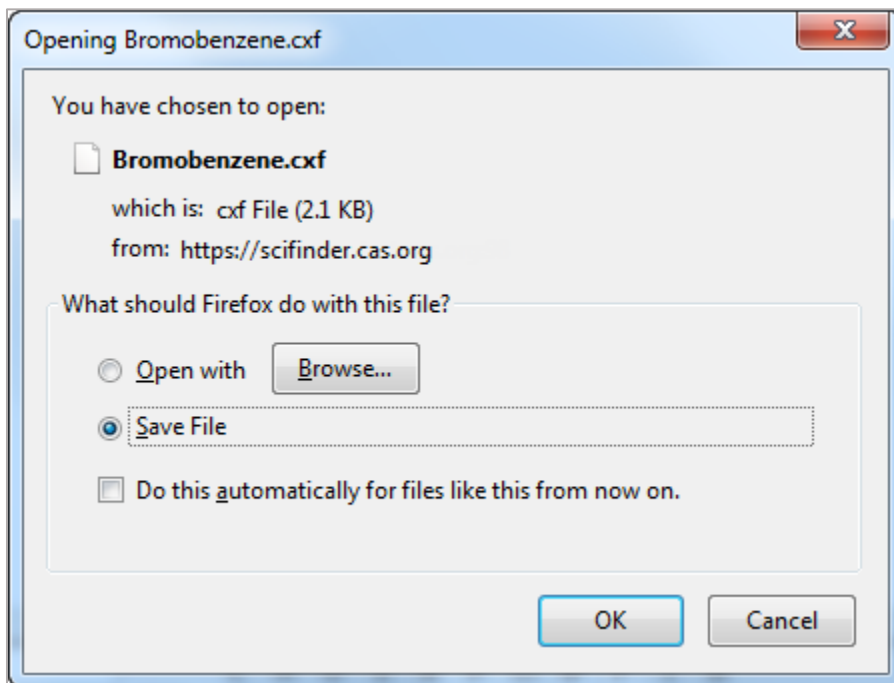 Opening Bromobenzene.cxf
You have chosen to open:
Bromobenzene.cxf
which is: cxf File (2.1 KB)
from: https://scifinder.cas.org
What should Firefox do with this file?
Open with Browse...
Save File
Do this automatically for files like this from now on.
OK Cancel